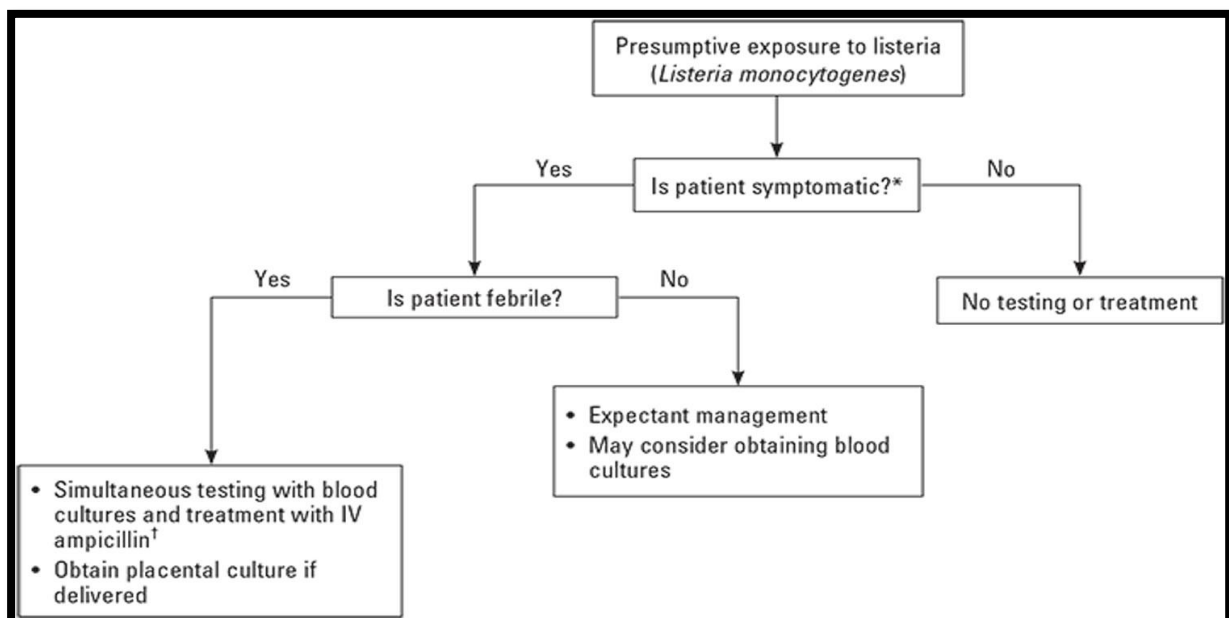 Presumptive exposure to listeria
(Listeria monocytogenes)
Yes
Is patient symptomatic?*
No
Yes
Is patient febrile?
No
No testing or treatment
• Expectant management
• May consider obtaining blood
cultures
• Simultaneous testing with blood
cultures and treatment with IV
ampicillin†
• Obtain placental culture if
delivered